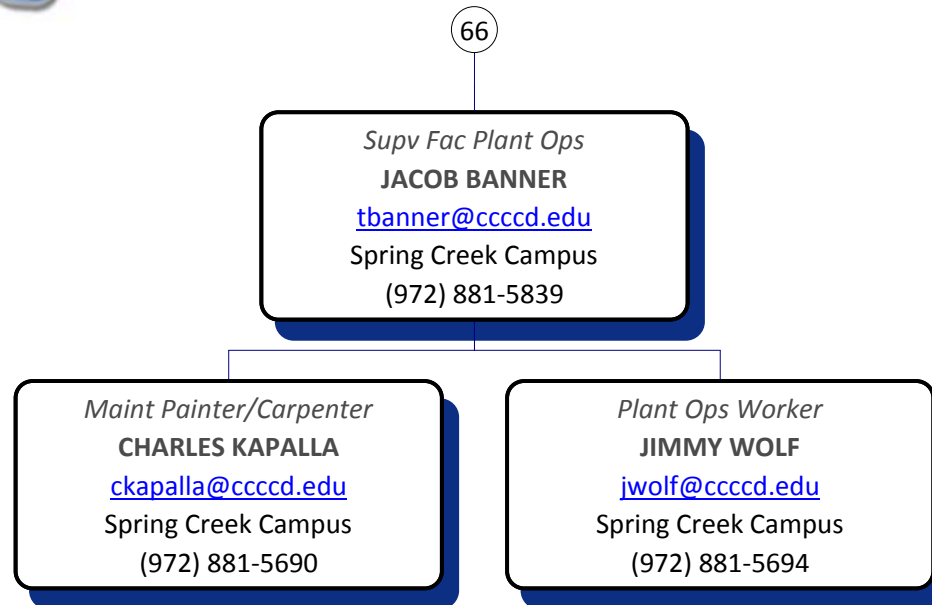 66
Supv Fac Plant Ops
JACOB BANNER
tbanner@ccccd.edu
Spring Creek Campus
(972) 881-5839
Maint Painter/Carpenter
CHARLES KAPALLA
ckapalla@ccccd.edu
Spring Creek Campus
(972) 881-5690
Plant Ops Worker
JIMMY WOLF
jwolf@ccccd.edu
Spring Creek Campus
(972) 881-5694